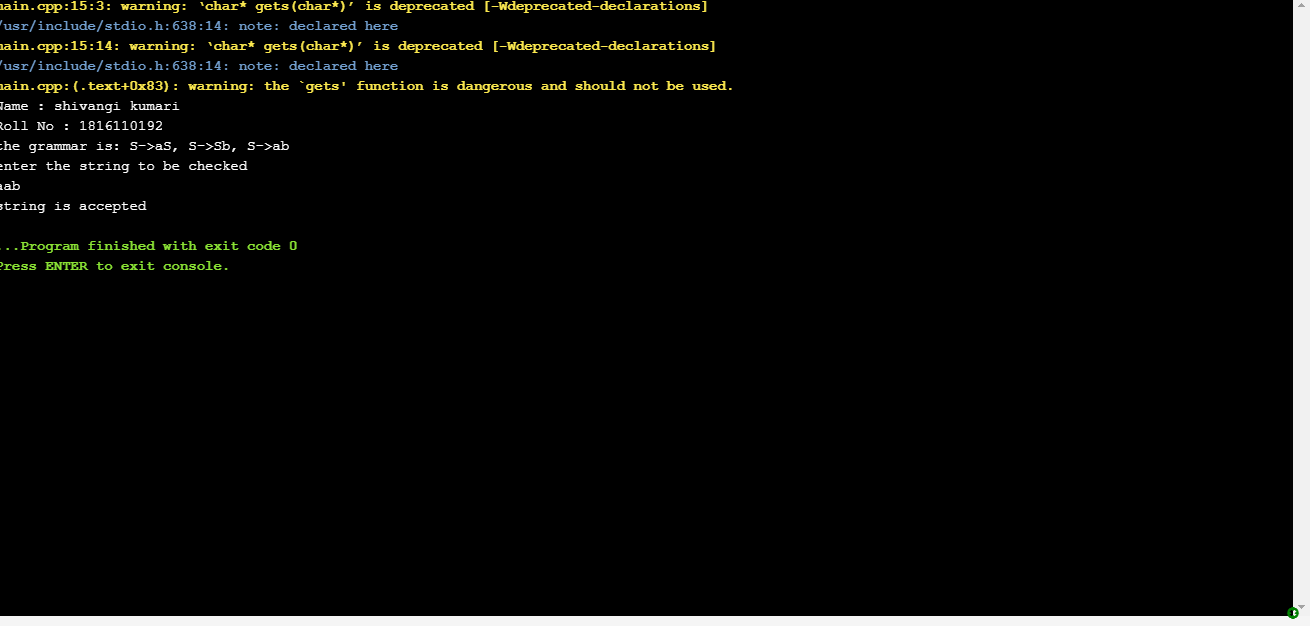 main.cpp:15:3: warning: ‘char* gets(char*)’ is deprecated [-Wdeprecated-declarations]
/usr/include/stdio.h:638:14: note: declared here
main.cpp:15:14: warning: ‘char* gets(char*)’ is deprecated [-Wdeprecated-declarations]
/usr/include/stdio.h:638:14: note: declared here
main.cpp:(.text+0x83): warning: the `gets' function is dangerous and should not be used.
Name : shivangi kumari
Roll No : 1816110192
the grammar is: S->aS, S->Sb, S->ab
enter the string to be checked
aab
string is accepted
...Program finished with exit code 0
Press ENTER to exit console.